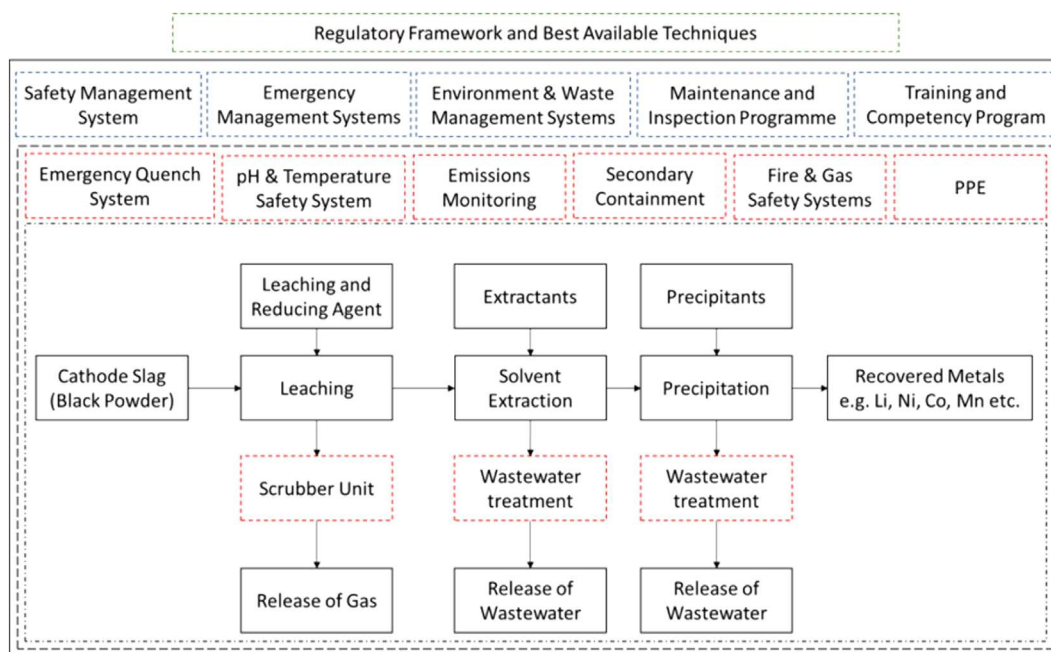 Regulatory Framework and Best Available Techniques
Safety Management
System
Emergency
Management Systems
Environment & Waste
Management Systems
Maintenance and
Inspection Programme
Training and
Competency Program
Emergency Quench
System
pH & Temperature
Safety System
Emissions
Monitoring
Secondary
Containment
Fire & Gas
Safety Systems
PPE
Leaching and
Reducing Agent
Extractants
Precipitants
Cathode Slag
(Black Powder)
Leaching
Solvent
Extraction
Precipitation
Recovered Metals
e.g. Li, Ni, Co, Mn etc.
Scrubber Unit
Wastewater
treatment
Wastewater
treatment
Release of Gas
Release of
Wastewater
Release of
Wastewater